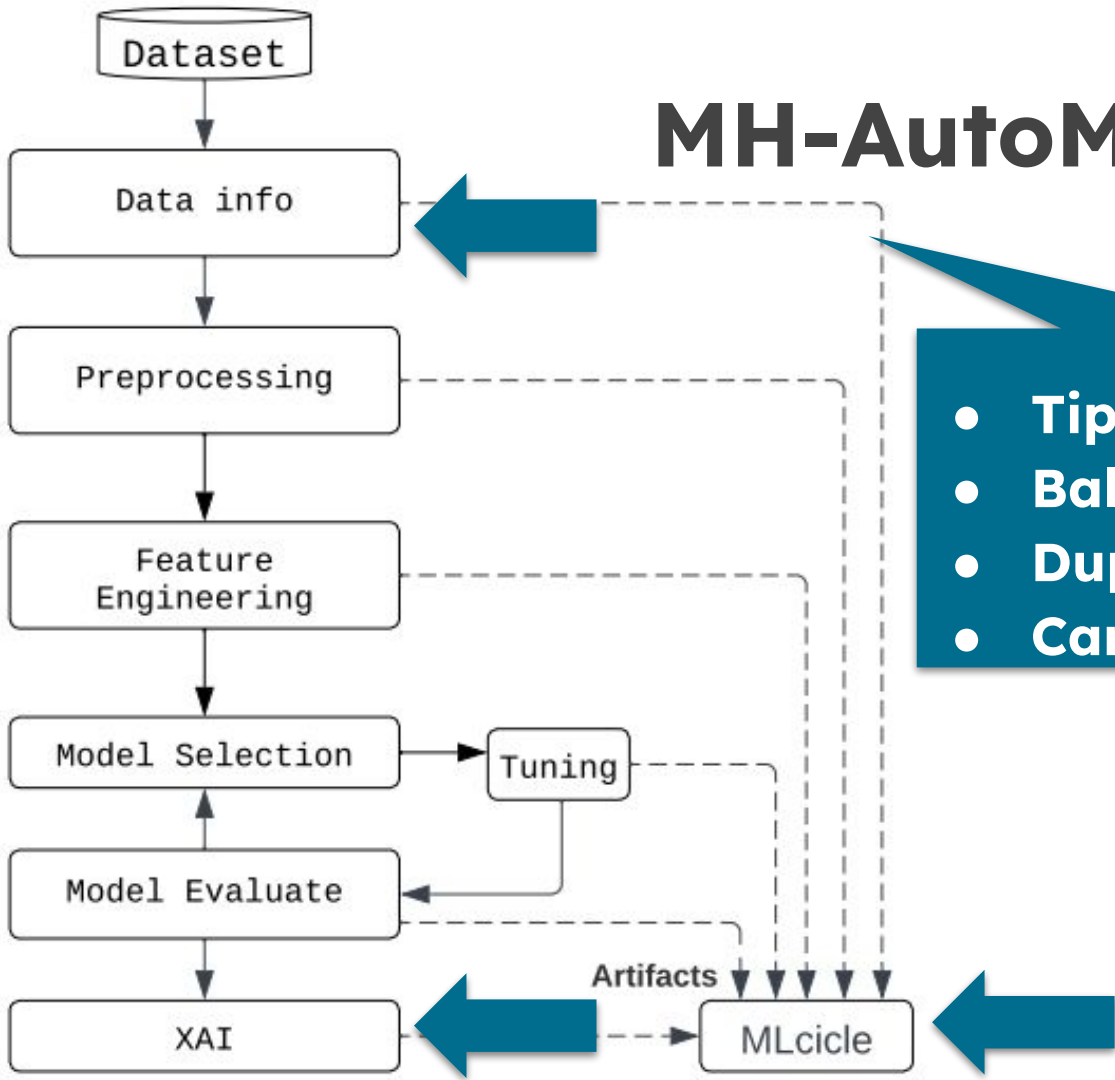 Dataset
MH-AutoM
Data info
Preprocessing
Tip
Bal
Dup
Car
Feature
Engineering
Model Selection
Tuning
Model Evaluate
Artifacts
XAI
MLcicle